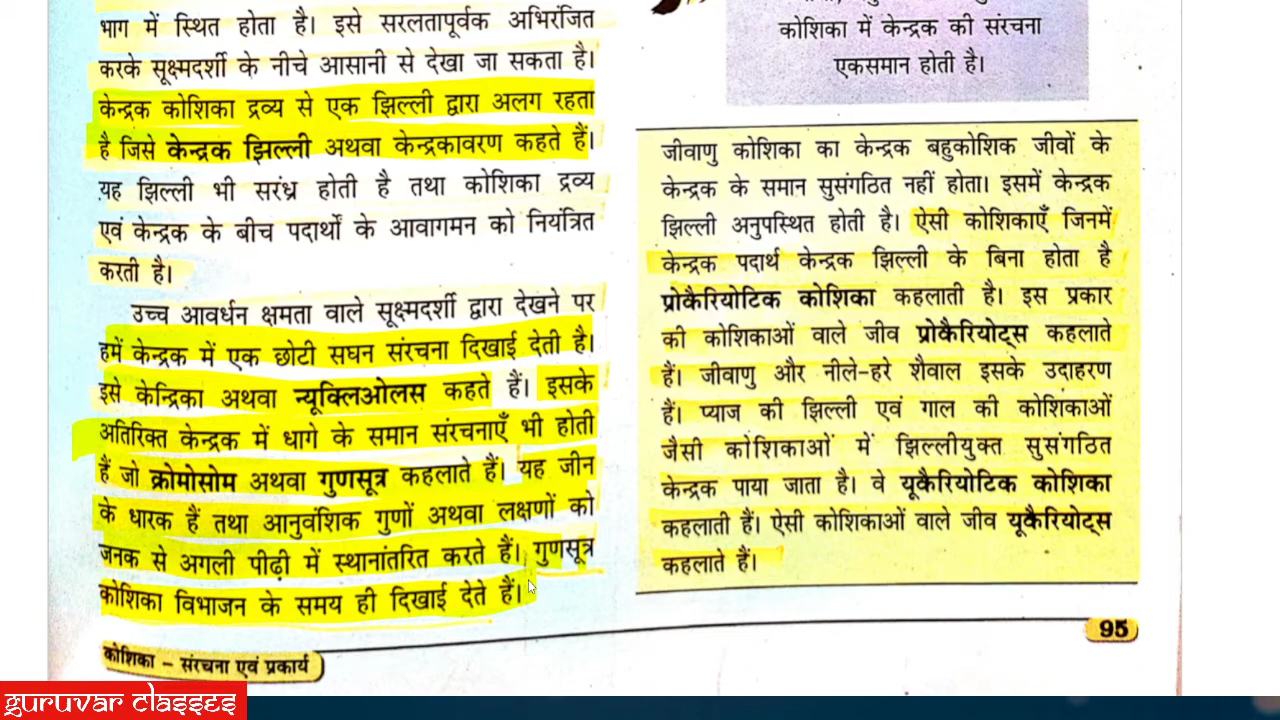 भाग में स्थित होता है। इसे सरलतापूर्वक अभिरंजित
करके सूक्ष्मदर्शी के नीचे आसानी से देखा जा सकता है।
केन्द्रक कोशिका द्रव्य से एक झिल्ली द्वारा अलग रहता
है जिसे केन्द्रक झिल्ली अथवा केन्द्रकावरण कहते हैं।
यह झिल्ली भी सरंध्र होती है तथा कोशिका द्रव्य
एवं केन्द्रक के बीच पदार्थों के आवागमन को नियंत्रित
करती है।
उच्च आवर्धन क्षमता वाले सूक्ष्मदर्शी द्वारा देखने पर
हमें केन्द्रक में एक छोटी सघन संरचना दिखाई देती है।
इसे केन्द्रिका अथवा न्यूक्लिओलस कहते हैं। इसके
अतिरिक्त केन्द्रक में धागे के समान संरचनाएँ भी होती
हैं जो क्रोमोसोम अथवा गुणसूत्र कहलाते हैं। यह जीन
के धारक हैं तथा आनुवंशिक गुणों अथवा लक्षणों को
जनक से अगली पीढ़ी में स्थानांतरित करते हैं। गुणसूत्र
कोशिका विभाजन के समय ही दिखाई देते हैं।
कोशिका में केन्द्रक की संरचना
एकसमान होती है।
जीवाणु कोशिका का केन्द्रक बहुकोशिक जीवों के
केन्द्रक के समान सुसंगठित नहीं होता। इसमें केन्द्रक
झिल्ली अनुपस्थित होती है। ऐसी कोशिकाएँ जिनमें
केन्द्रक पदार्थ केन्द्रक झिल्ली के बिना होता है
प्रोकैरियोटिक कोशिका कहलाती है। इस प्रकार
की कोशिकाओं वाले जीव प्रोकैरियोट्स कहलाते
हैं। जीवाणु और नीले-हरे शैवाल इसके उदाहरण
हैं। प्याज की झिल्ली एवं गाल की कोशिकाओं
जैसी कोशिकाओं में झिल्लीयुक्त सुसंगठित
केन्द्रक पाया जाता है। वे यूकैरियोटिक कोशिका
कहलाती हैं। ऐसी कोशिकाओं वाले जीव यूकैरियोट्स
कहलाते हैं।
95
कोशिका – संरचना एवं प्रकार्य
GURUVAR CLASSES